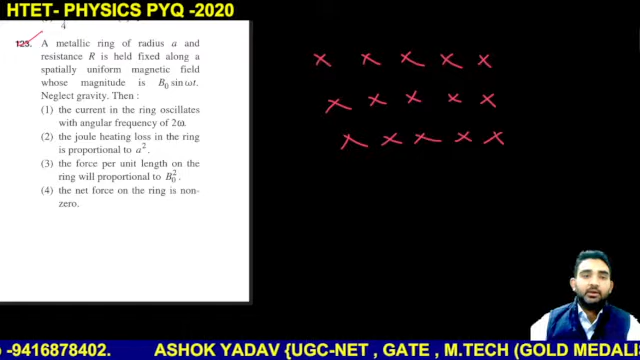 HTET- PHYSICS PYQ -2020
4
123. A metallic ring of radius a and
resistance R is held fixed along a
spatially uniform magnetic field
whose magnitude is B₀ sin ωt.
Neglect gravity. Then :
(1) the current in the ring oscillates
with angular frequency of 2ω.
(2) the joule heating loss in the ring
is proportional to a².
(3) the force per unit length on the
ring will proportional to B₀².
(4) the net force on the ring is non-
zero.
-9416878402. ASHOK YADAV {UGC-NET , GATE , M.TECH (GOLD MEDALI